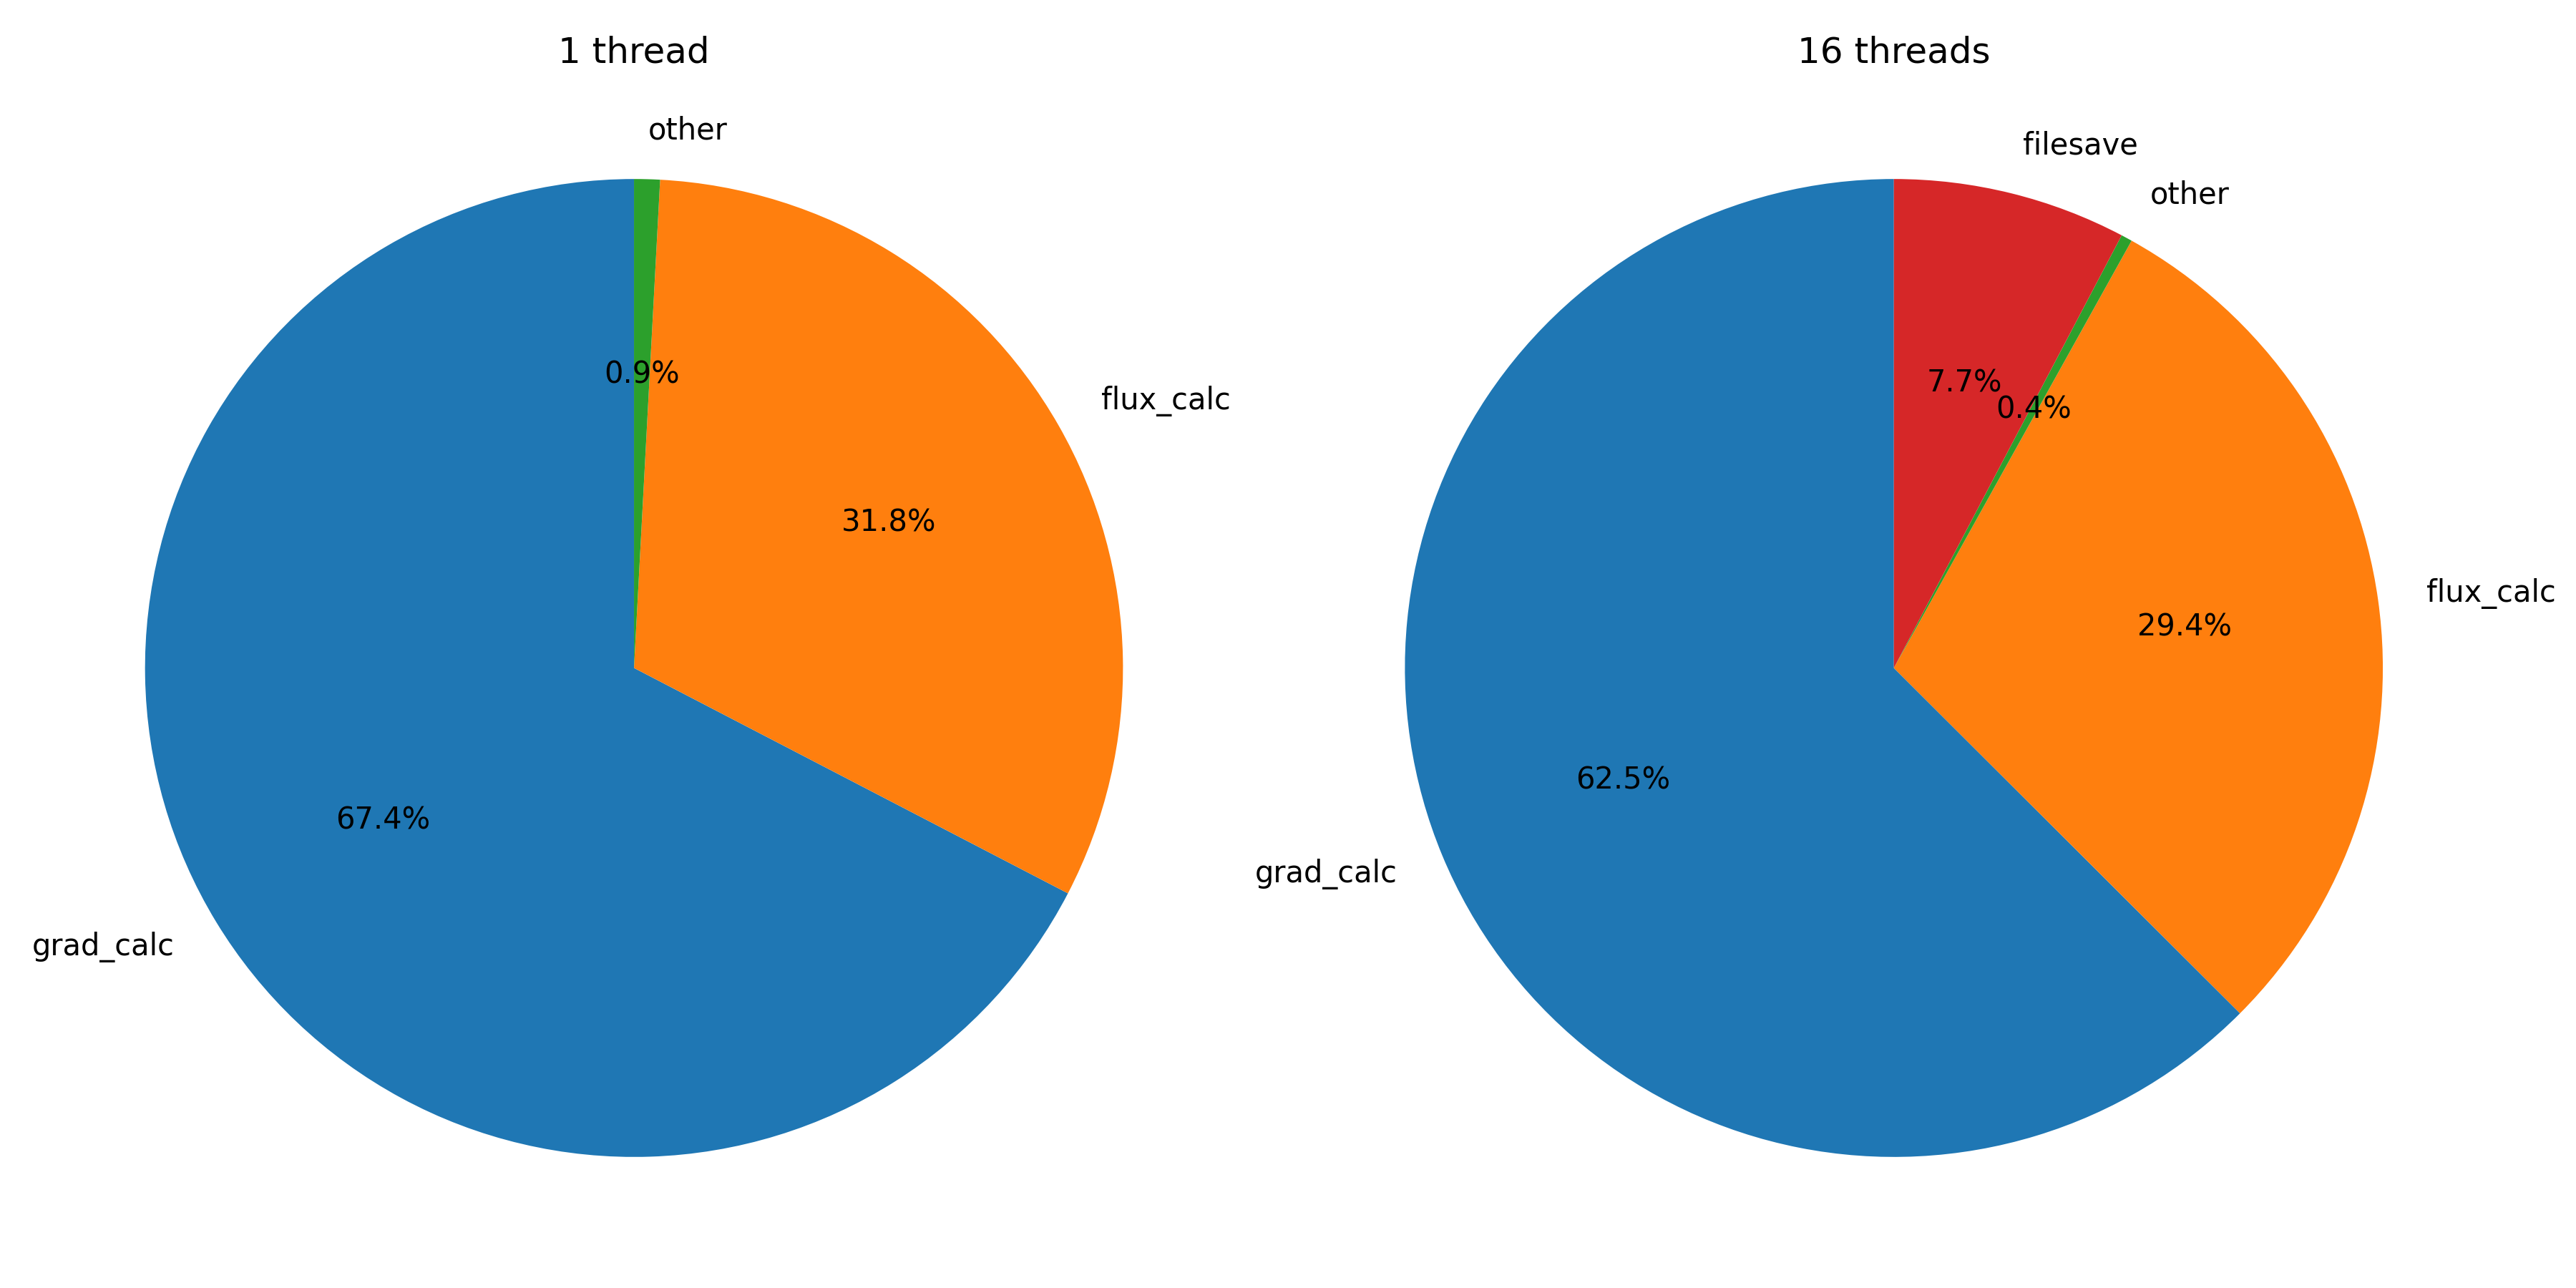 1 thread
other
0.9%
flux_calc
31.8%
67.4%
grad_calc
16 threads
filesave
other
7.7%
0.4%
flux_calc
29.4%
62.5%
grad_calc